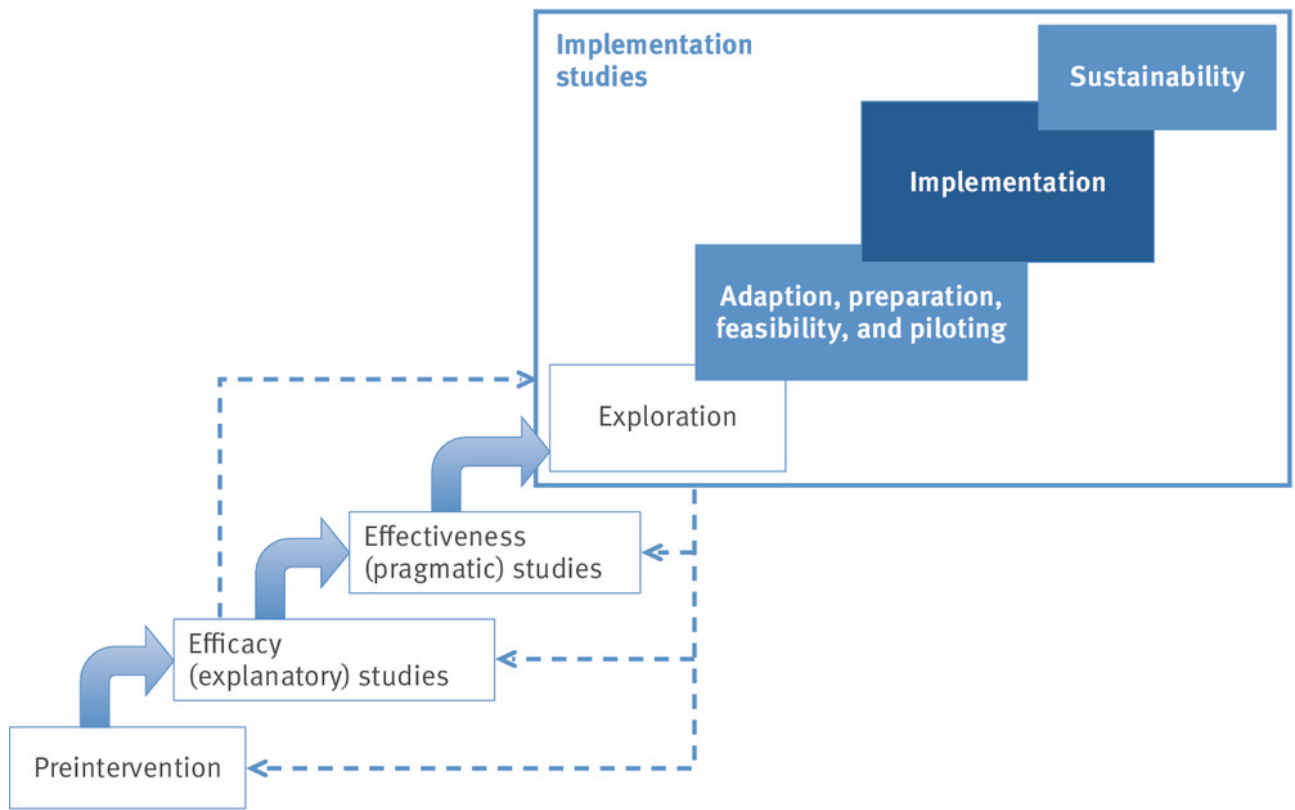 Implementation
studies
Sustainability
Implementation
Adaption, preparation,
feasibility, and piloting
Exploration
Effectiveness
(pragmatic) studies
Efficacy
(explanatory) studies
Preintervention